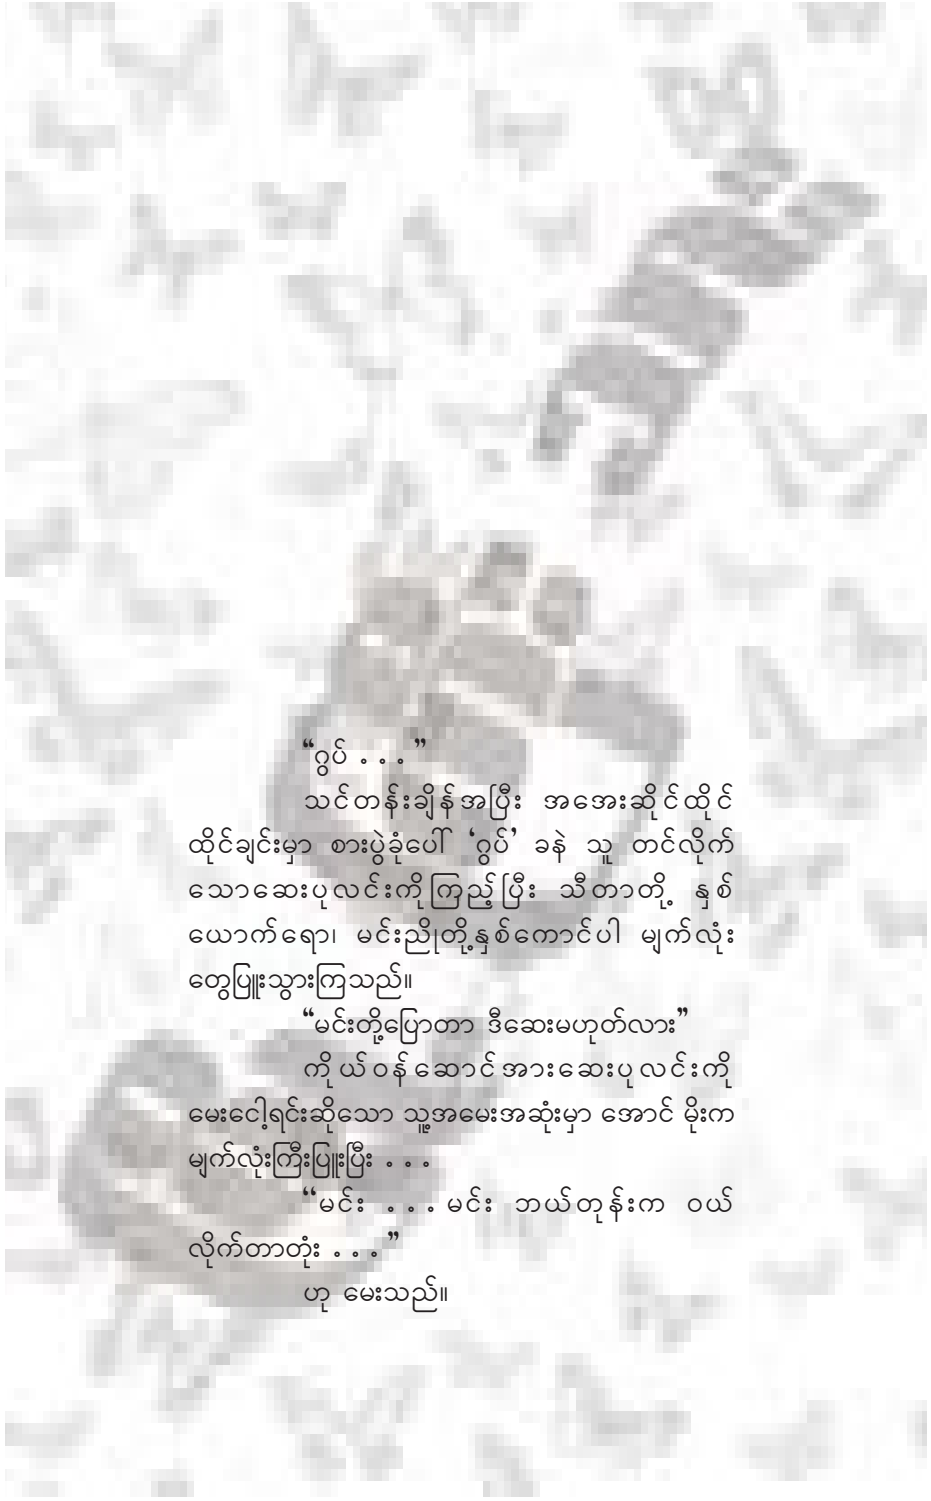 “ဂွပ် . . . ”
သင်တန်းချိန်အပြီး အအေးဆိုင်ထိုင်
ထိုင်ချင်းမှာ စားပွဲခုံပေါ် ‘ဂွပ်’ ခနဲ သူ တင်လိုက်
သောဆေးပုလင်းကိုကြည့်ပြီး သီတာတို့ နှစ်
ယောက်ရော၊ မင်းညိုတို့နှစ်ကောင်ပါ မျက်လုံး
တွေပြူးသွားကြသည်။
“မင်းတို့ပြောတာ ဒီဆေးမဟုတ်လား”
ကိုယ်ဝန်ဆောင်အားဆေးပုလင်းကို
မေးငေါ့ရင်းဆိုသော သူ့အမေးအဆုံးမှာ အောင် မိုးက
မျက်လုံးကြီးပြူးပြီး . . .
“မင်း . . . မင်း ဘယ်တုန်းက ဝယ်
လိုက်တာတုံး . . . ”
ဟု မေးသည်။